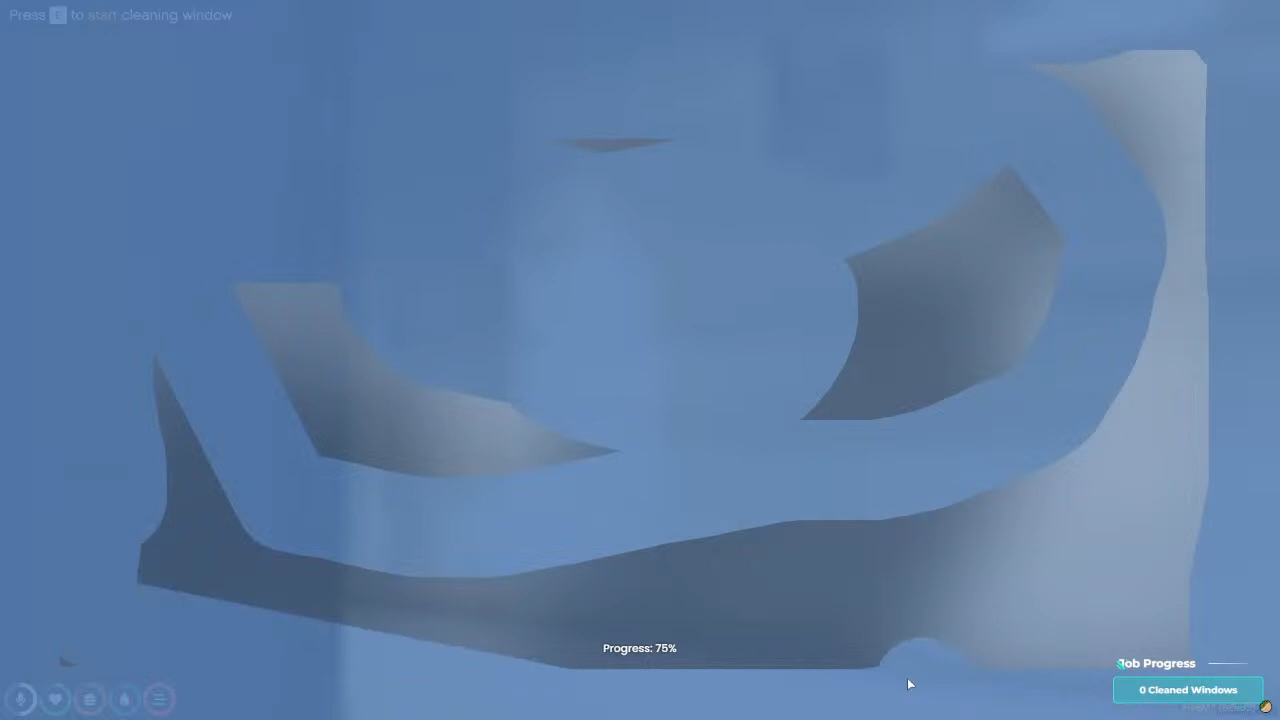 Press E to start cleaning window
Progress: 75%
Job Progress
0 Cleaned Windows